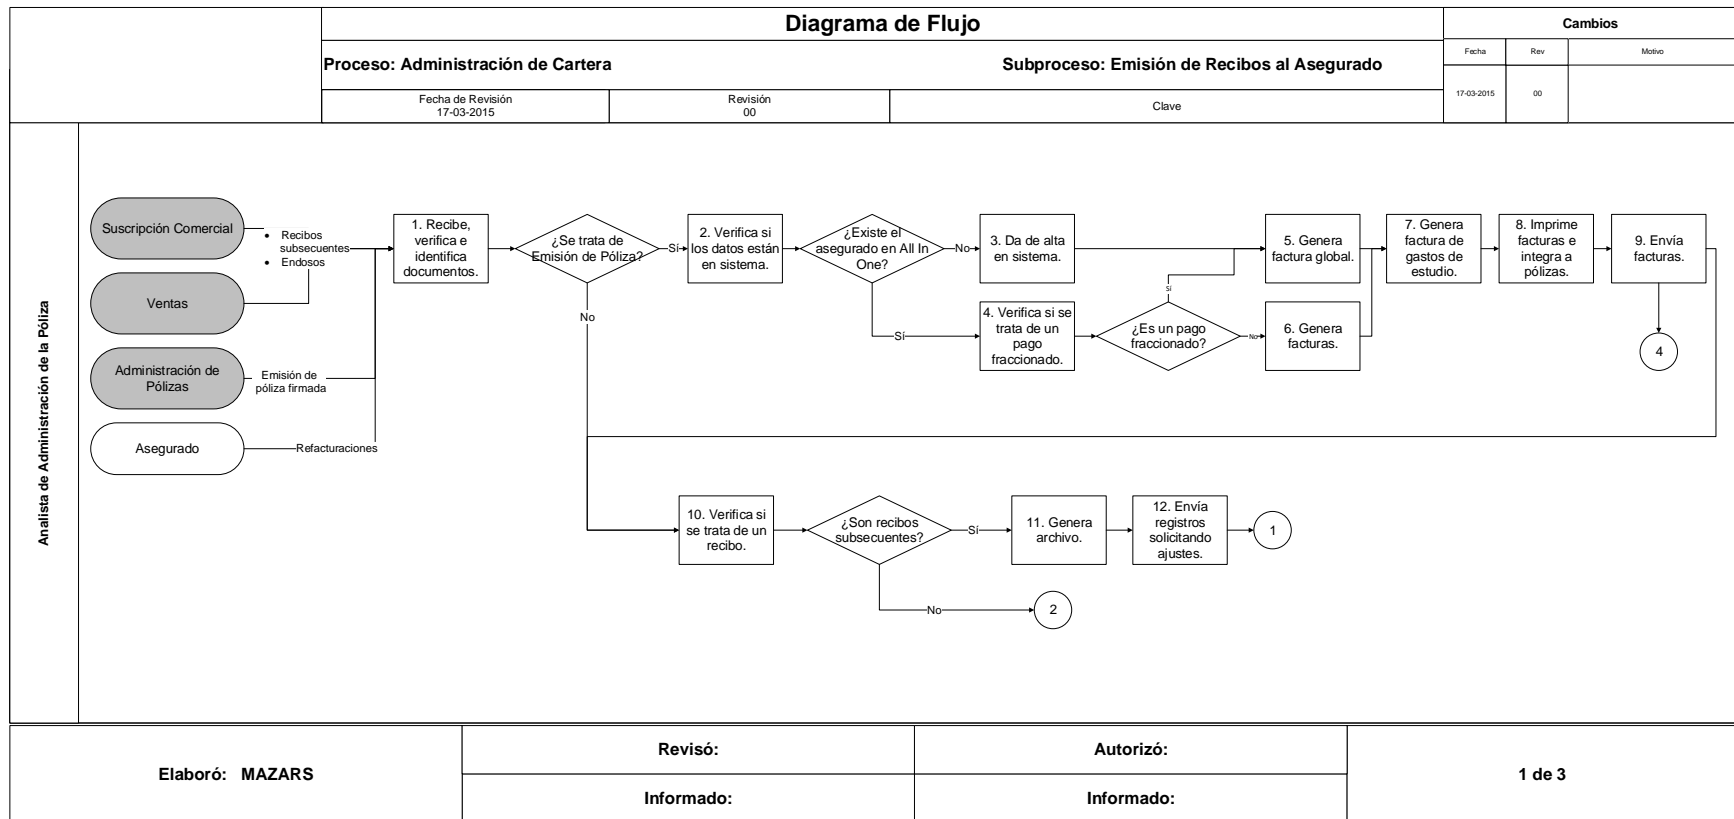 Diagrama de Flujo
Cambios
Proceso: Administración de Cartera
Subproceso: Emisión de Recibos al Asegurado
Fecha
Rev
Motivo
Fecha de Revisión
17-03-2015
Revisión
00
Clave
17-03-2015
00
Analista de Administración de la Póliza
Suscripción Comercial
• Recibos
subsecuentes
• Endosos
Ventas
Administración de
Pólizas
Emisión de
póliza firmada
Asegurado
Refacturaciones
1. Recibe,
verifica e
identifica
documentos.
¿Se trata de
Emisión de Póliza?
Sí
No
2. Verifica si
los datos están
en sistema.
¿Existe el
asegurado en All In
One?
No
Sí
3. Da de alta
en sistema.
4. Verifica si se
trata de un
pago
fraccionado.
¿Es un pago
fraccionado?
Sí
No
5. Genera
factura global.
6. Genera
facturas.
7. Genera
factura de
gastos de
estudio.
8. Imprime
facturas e
integra a
pólizas.
9. Envía
facturas.
4
10. Verifica si
se trata de un
recibo.
¿Son recibos
subsecuentes?
Sí
No
11. Genera
archivo.
12. Envía
registros
solicitando
ajustes.
1
2
Elaboró: MAZARS
Revisó:
Autorizó:
Informado:
Informado:
1 de 3